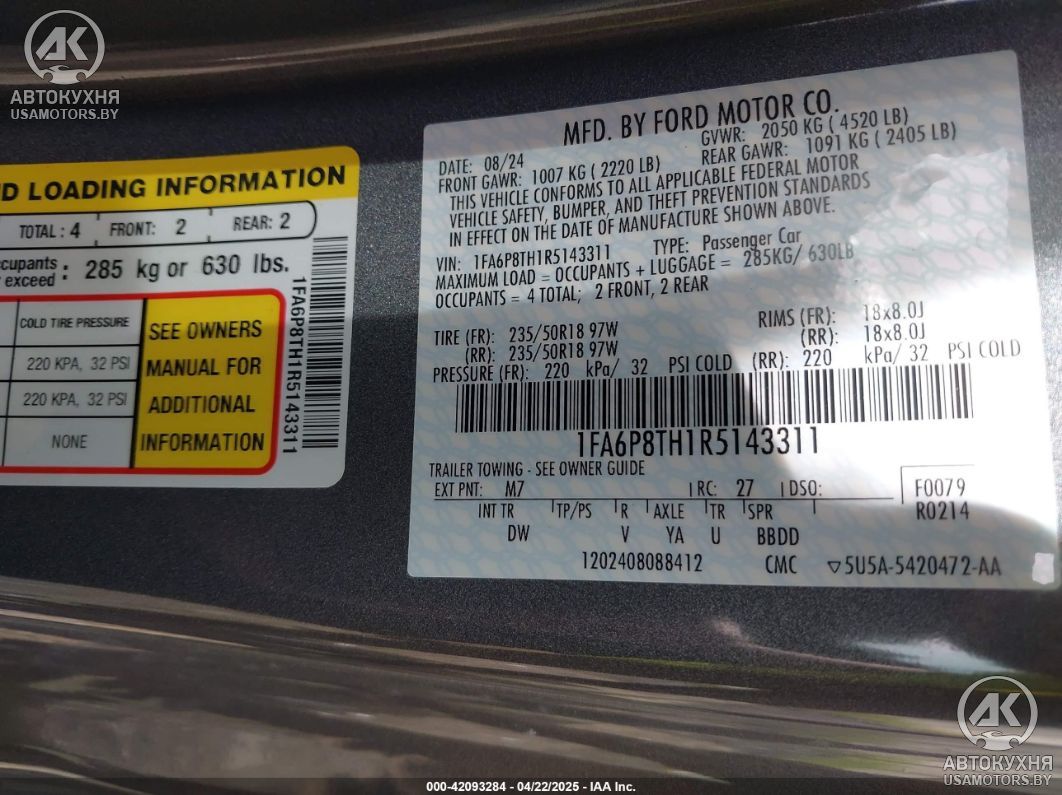 AK
АВТОКУХНЯ
USAMOTORS.BY
ND LOADING INFORMATION
TOTAL: 4 FRONT: 2 REAR: 2
cupants
y exceed : 285 kg or 630 lbs.
COLD TIRE PRESSURE
220 KPA, 32 PSI
220 KPA, 32 PSI
NONE
SEE OWNERS
MANUAL FOR
ADDITIONAL
INFORMATION
1FA6P8TH1R5143311
MFD. BY FORD MOTOR CO.
DATE: 08/24 GVWR: 2050 KG ( 4520 LB)
FRONT GAWR: 1007 KG ( 2220 LB) REAR GAWR: 1091 KG ( 2405 LB)
THIS VEHICLE CONFORMS TO ALL APPLICABLE FEDERAL MOTOR
VEHICLE SAFETY, BUMPER, AND THEFT PREVENTION STANDARDS
IN EFFECT ON THE DATE OF MANUFACTURE SHOWN ABOVE.
VIN: 1FA6P8TH1R5143311 TYPE: Passenger Car
MAXIMUM LOAD = OCCUPANTS + LUGGAGE = 285KG/ 630LB
OCCUPANTS = 4 TOTAL; 2 FRONT, 2 REAR
TIRE (FR): 235/50R18 97W RIMS (FR): 18x8.0J
(RR): 235/50R18 97W (RR): 18x8.0J
PRESSURE (FR): 220 kPa/ 32 PSI COLD (RR): 220 kPa/ 32 PSI COLD
1FA6P8TH1R5143311
TRAILER TOWING - SEE OWNER GUIDE
EXT PNT: M7 RC: 27 DSO: F0079
INT TR TP/PS R AXLE TR SPR R0214
DW V YA U BBDD
1202408088412 CMC ▽5U5A-5420472-AA
AK
АВТОКУХНЯ
USAMOTORS.BY
000-42093284 - 04/22/2025 - IAA Inc.